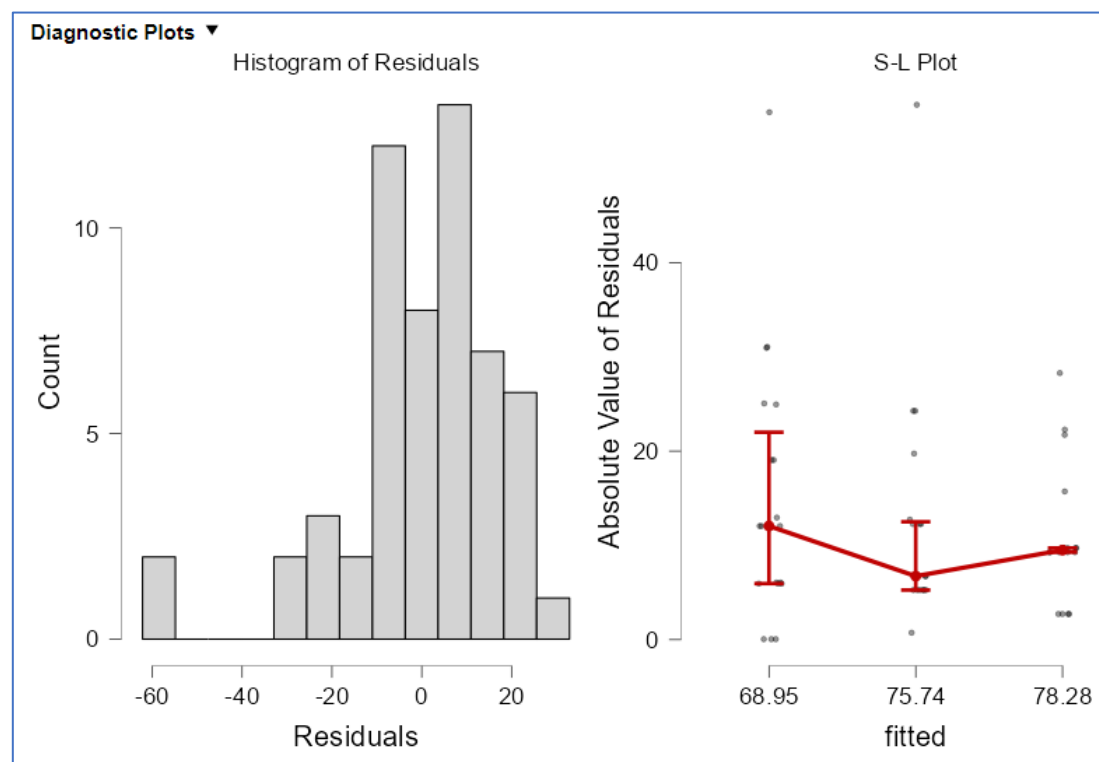 Diagnostic Plots ▼
Histogram of Residuals
Count
10
5
0
-60 -40 -20 0 20
Residuals
S-L Plot
Absolute Value of Residuals
40
20
0
68.95 75.74 78.28
fitted